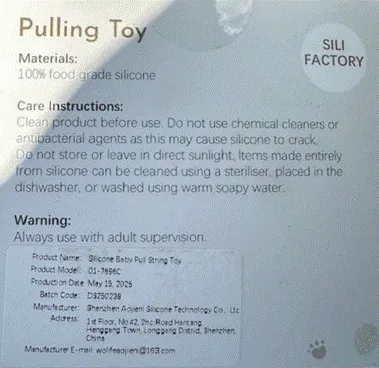 Pulling Toy
SILI
FACTORY
Materials:
100% food grade silicone
Care Instructions:
Clean product before use. Do not use chemical cleaners or
antibacterial agents as this may cause silicone to crack.
Do not store or leave in direct sunlight, Items made entirely
from silicone can be cleaned using a steriliser, placed in the
dishwasher, or washed using warm soapy water.
Warning:
Always use with adult supervision.
Product Name: Silicone Baby Pull String Toy
Product Model: 01-7696C
Production Date May 15, 2025
Batch Code: DS250238
Manufacturer: Shenzhen Aojieni Silicone Technology Co., Ltd
Address: 1st Floor, No.42, 2nd Road Hantang,
Henggang Town, Longgang District, Shenzhen,
China
Manufacturer E-mail: wolifeaojieni@163.com